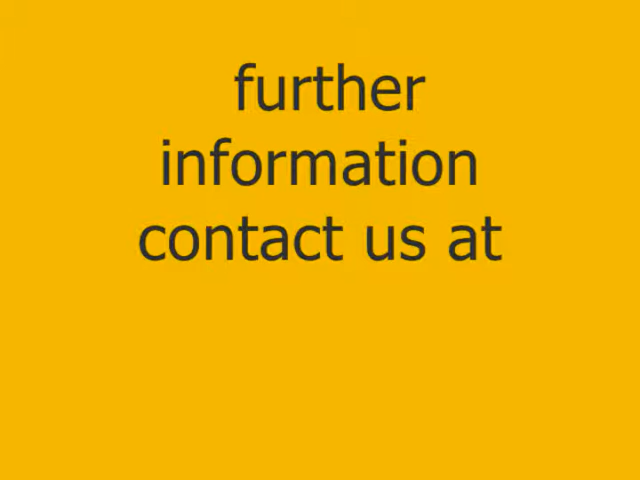 further
information
contact us at